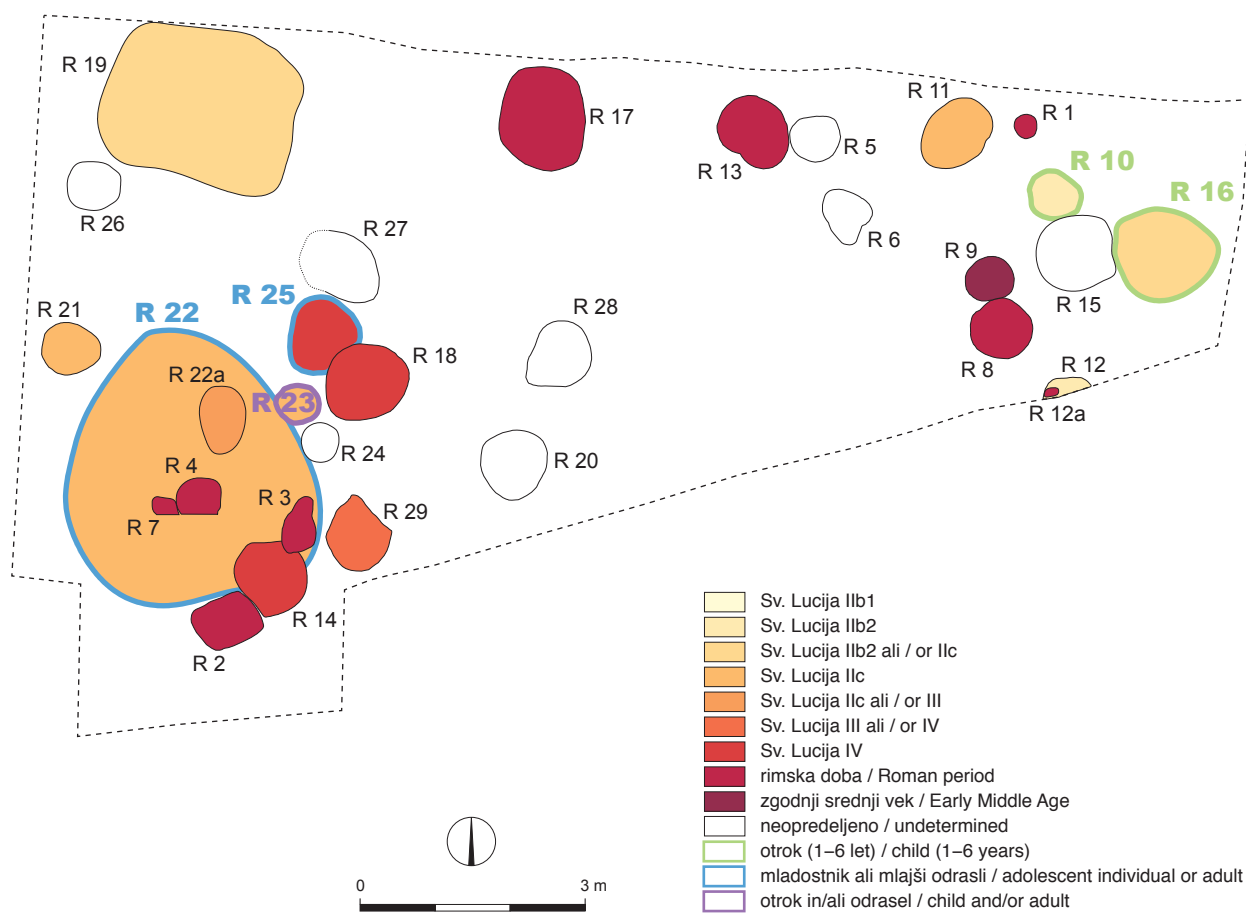 R 19
R 17
R 13
R 5
R 11
R 1
R 10
R 16
R 26
R 27
R 6
R 9
R 15
R 25
R 21
R 22
R 28
R 18
R 8
R 22a
R 12
R 23
R 12a
R 24
R 20
R 4
R 3
R 29
R 7
R 14
R 2
Sv. Lucija IIb1
Sv. Lucija IIb2
Sv. Lucija IIb2 ali / or IIc
Sv. Lucija IIc
Sv. Lucija IIc ali / or III
Sv. Lucija III ali / or IV
Sv. Lucija IV
rimska doba / Roman period
zgodnji srednji vek / Early Middle Age
neopredeljeno / undetermined
otrok (1–6 let) / child (1–6 years)
mladostnik ali mlajši odrasli / adolescent individual or adult
otrok in/ali odrasel / child and/or adult
0 3 m